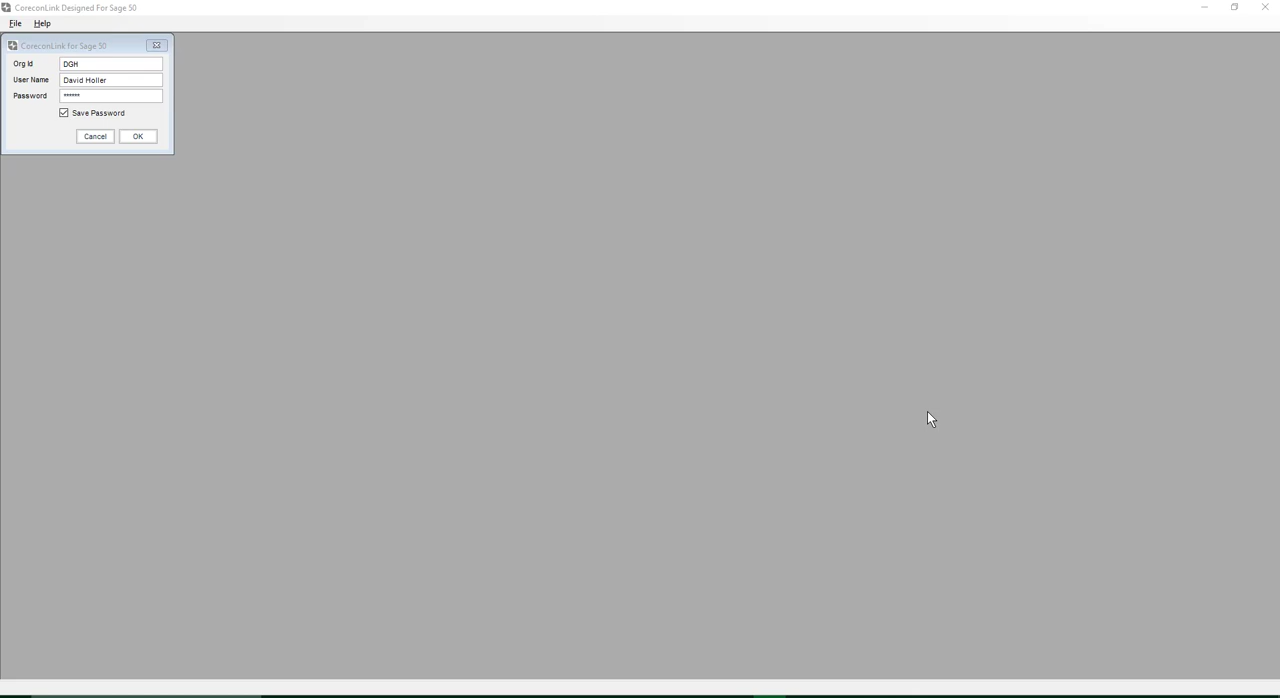 CoreconLink Designed For Sage 50
File Help
CoreconLink for Sage 50
Org Id DGH
User Name David Holler
Password ******
Save Password
Cancel OK